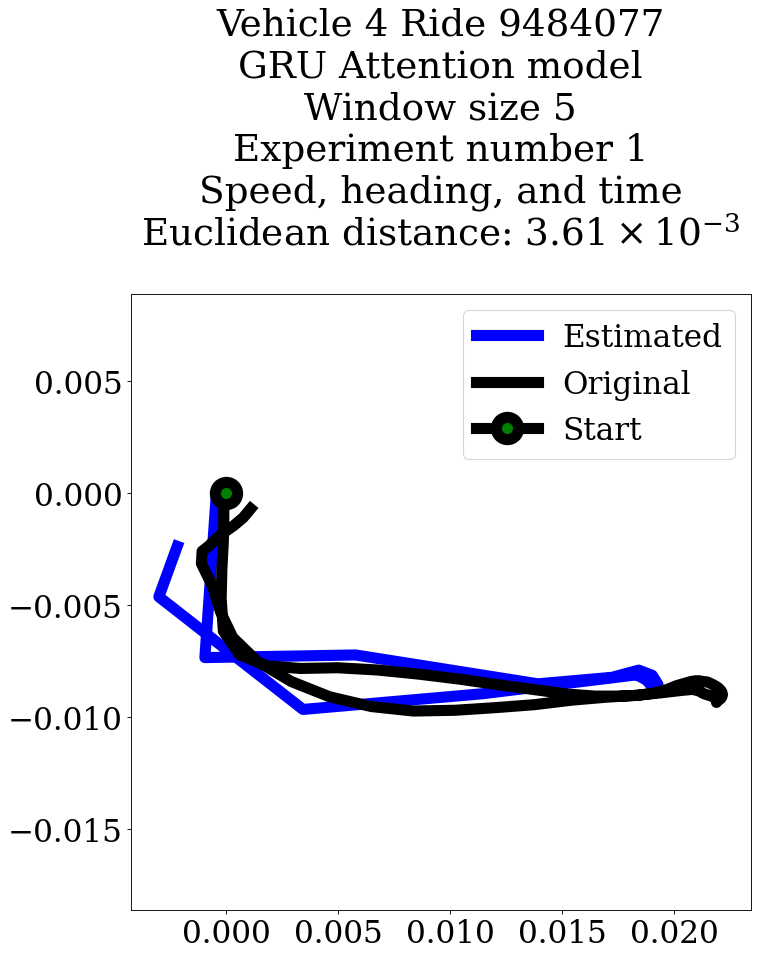 Vehicle 4 Ride 9484077
GRU Attention model
Window size 5
Experiment number 1
Speed, heading, and time
Euclidean distance: 3.61 × 10⁻³
Estimated
Original
Start
0.005
0.000
−0.005
−0.010
−0.015
0.000 0.005 0.010 0.015 0.020